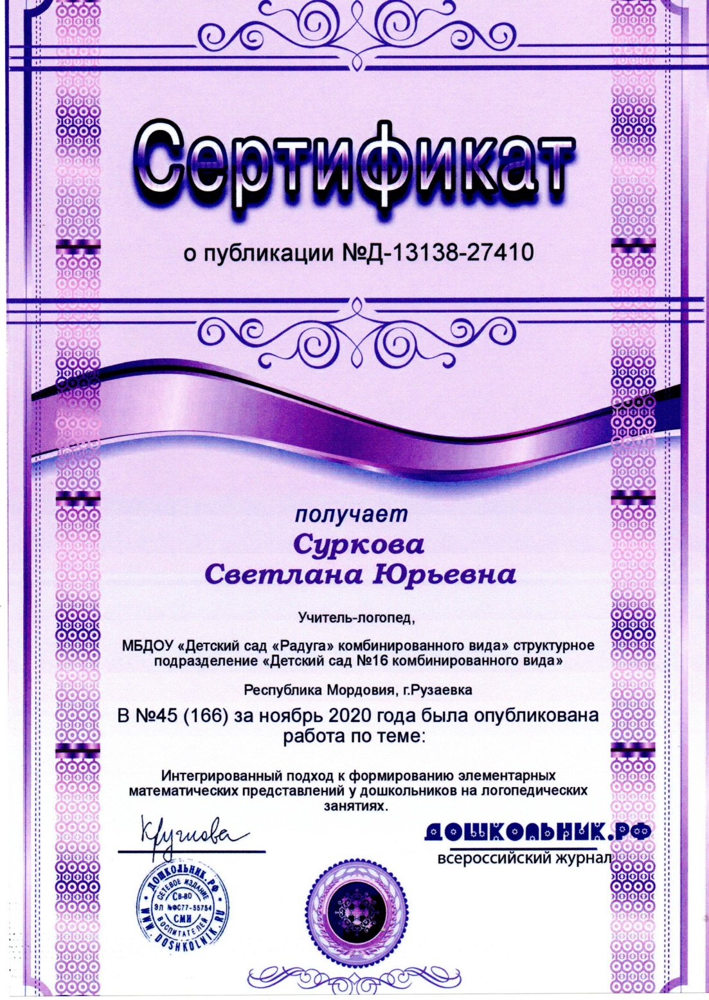 Сертификат
о публикации №Д-13138-27410
получает
Суркова
Светлана Юрьевна
Учитель-логопед,
МБДОУ «Детский сад «Радуга» комбинированного вида» структурное
подразделение «Детский сад №16 комбинированного вида»
Республика Мордовия, г.Рузаевка
В №45 (166) за ноябрь 2020 года была опубликована
работа по теме:
Интегрированный подход к формированию элементарных
математических представлений у дошкольников на логопедических
занятиях.
ДОШКОЛЬНИК.РФ
всероссийский журнал
ДОШКОЛЬНИК.РФ
СЕТЕВОЕ ИЗДАНИЕ
СВ-ВО
ЭЛ №ФС77-55754
СМИ
ВОСПИТАТЕЛЕЙ
WWW.DOSHKOLNIK.RU